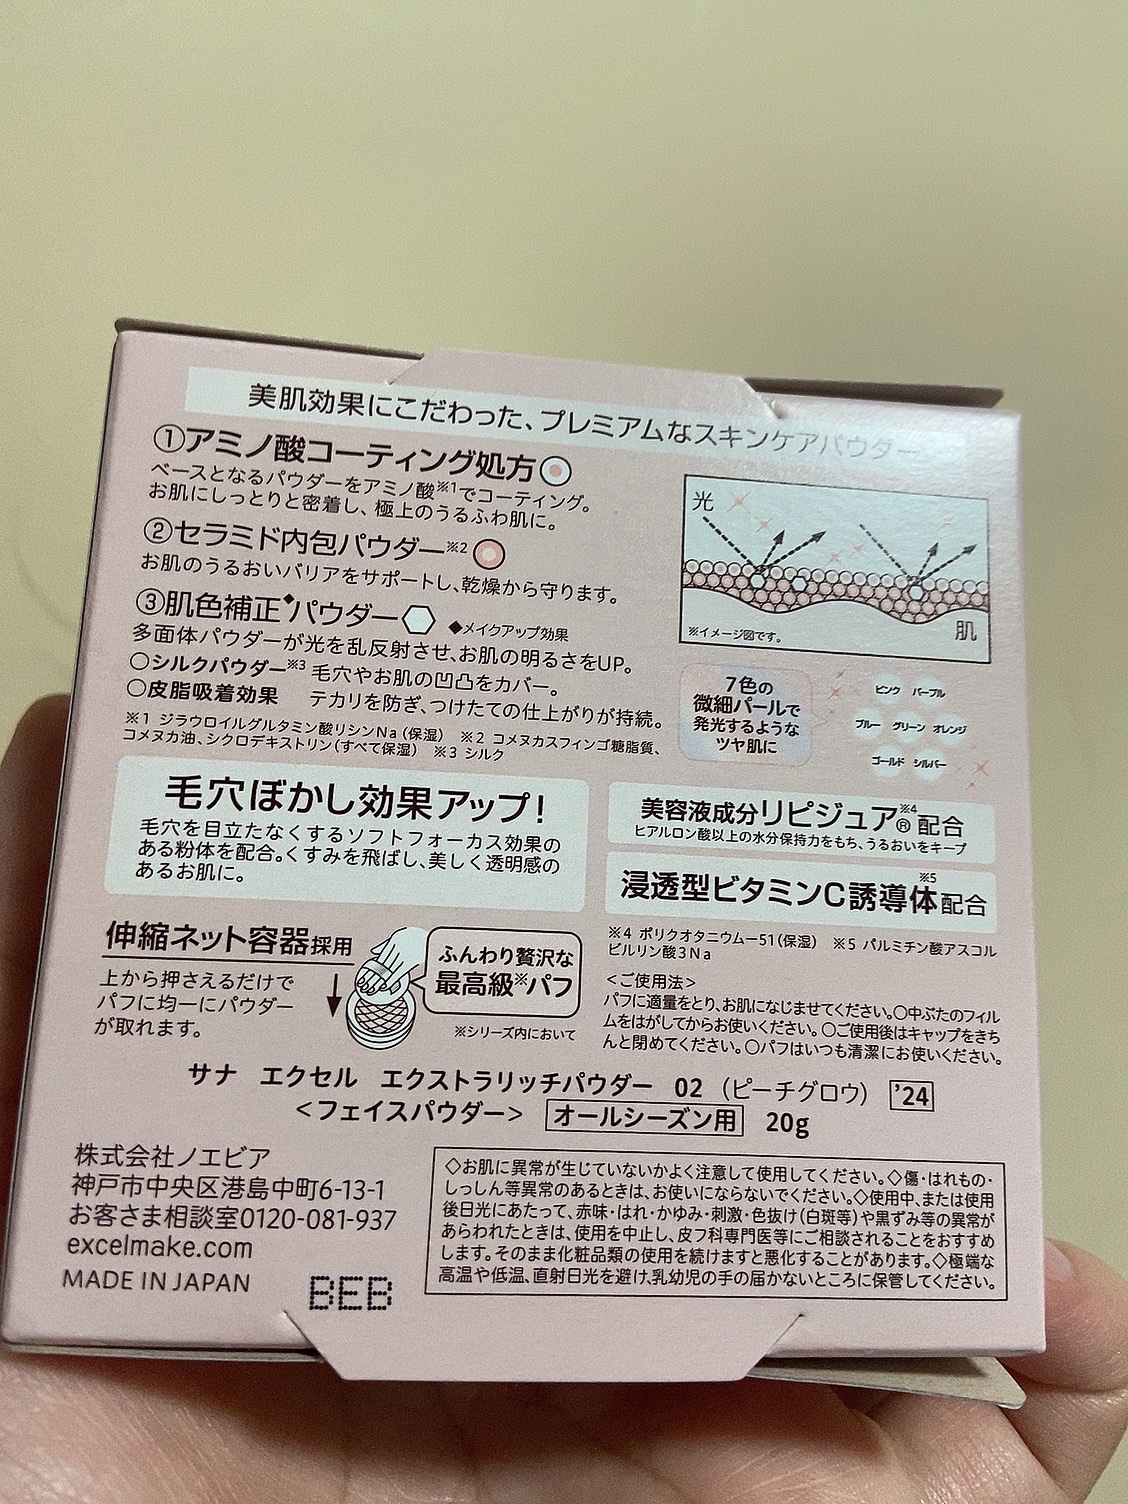 美肌効果にこだわった、プレミアムなスキンケアパウダー
①アミノ酸コーティング処方
ベースとなるパウダーをアミノ酸※1でコーティング。
お肌にしっとりと密着し、極上のうるふわ肌に。
②セラミド内包パウダー※2
お肌のうるおいバリアをサポートし、乾燥から守ります。
③肌色補正◆パウダー ◆メイクアップ効果
多面体パウダーが光を乱反射させ、お肌の明るさをUP。
○シルクパウダー※3 毛穴やお肌の凹凸をカバー。
○皮脂吸着効果 テカリを防ぎ、つけたての仕上がりが持続。
※1 ジラウロイルグルタミン酸リシンNa（保湿） ※2 コメヌカスフィンゴ糖脂質、
コメヌカ油、シクロデキストリン（すべて保湿） ※3 シルク
光
※イメージ図です。
肌
7色の
微細パールで
発光するような
ツヤ肌に
ピンク パープル
ブルー グリーン オレンジ
ゴールド シルバー
毛穴ぼかし効果アップ！
毛穴を目立たなくするソフトフォーカス効果の
ある粉体を配合。くすみを飛ばし、美しく透明感の
あるお肌に。
美容液成分リピジュア®※4配合
ヒアルロン酸以上の水分保持力をもち、うるおいをキープ
浸透型ビタミンC誘導体※5配合
※4 ポリクオタニウム-51（保湿） ※5 パルミチン酸アスコル
ビルリン酸3Na
伸縮ネット容器採用
上から押さえるだけで
パフに均一にパウダー
が取れます。
ふんわり贅沢な
最高級※パフ
※シリーズ内において
＜ご使用法＞
パフに適量をとり、お肌になじませてください。○中ぶたのフィル
ムをはがしてからお使いください。○ご使用後はキャップをきち
んと閉めてください。○パフはいつも清潔にお使いください。
サナ エクセル エクストラリッチパウダー 02 （ピーチグロウ） '24
＜フェイスパウダー＞ オールシーズン用 20g
株式会社ノエビア
神戸市中央区港島中町6-13-1
お客さま相談室0120-081-937
excelmake.com
MADE IN JAPAN
BEB
◇お肌に異常が生じていないかよく注意して使用してください。◇傷・はれもの・
しっしん等異常のあるときは、お使いにならないでください。◇使用中、または使用
後日光にあたって、赤味・はれ・かゆみ・刺激・色抜け（白斑等）や黒ずみ等の異常が
あらわれたときは、使用を中止し、皮フ科専門医等にご相談されることをおすすめ
します。そのまま化粧品類の使用を続けますと悪化することがあります。◇極端な
高温や低温、直射日光を避け、乳幼児の手の届かないところに保管してください。